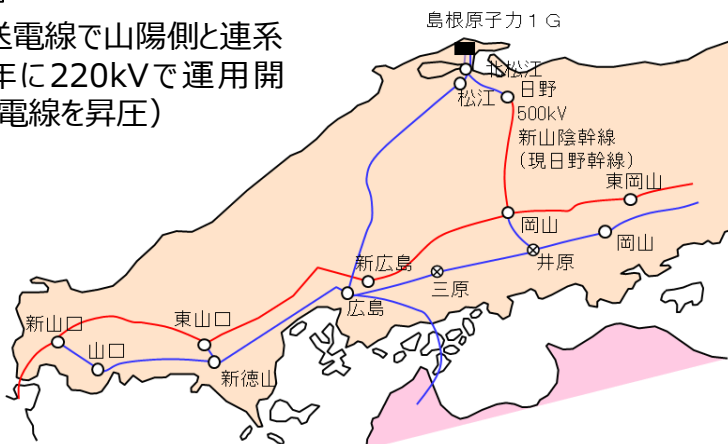 送電線で山陽側と連系
年に220kVで運用開
電線を昇圧）
島根原子力１Ｇ
北松江
松江
日野
500kV
新山陰幹線
（現日野幹線）
東岡山
岡山
岡山
井原
新広島
三原
広島
新山口
東山口
山口
新徳山